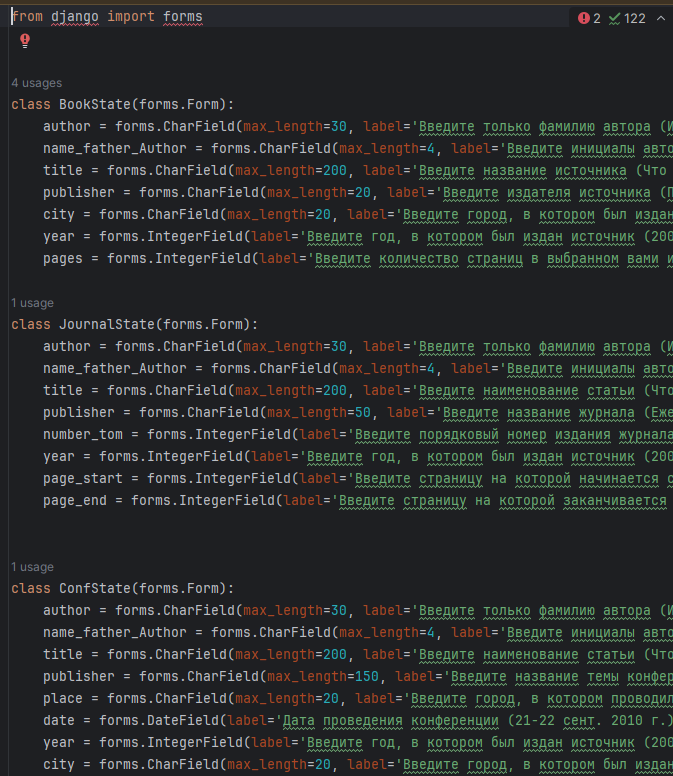 from django import forms
2 122
4 usages
class BookState(forms.Form):
author = forms.CharField(max_length=30, label='Введите только фамилию автора (И
name_father_Author = forms.CharField(max_length=4, label='Введите инициалы авто
title = forms.CharField(max_length=200, label='Введите название источника (Что
publisher = forms.CharField(max_length=20, label='Введите издателя источника (П
city = forms.CharField(max_length=20, label='Введите город, в котором был издан
year = forms.IntegerField(label='Введите год, в котором был издан источник (200
pages = forms.IntegerField(label='Введите количество страниц в выбранном вами и
1 usage
class JournalState(forms.Form):
author = forms.CharField(max_length=30, label='Введите только фамилию автора (И
name_father_Author = forms.CharField(max_length=4, label='Введите инициалы авто
title = forms.CharField(max_length=200, label='Введите наименование статьи (Что
publisher = forms.CharField(max_length=50, label='Введите название журнала (Еже
number_tom = forms.IntegerField(label='Введите порядковый номер издания журнала
year = forms.IntegerField(label='Введите год, в котором был издан источник (200
page_start = forms.IntegerField(label='Введите страницу на которой начинается с
page_end = forms.IntegerField(label='Введите страницу на которой заканчивается
1 usage
class ConfState(forms.Form):
author = forms.CharField(max_length=30, label='Введите только фамилию автора (И
name_father_Author = forms.CharField(max_length=4, label='Введите инициалы авто
title = forms.CharField(max_length=200, label='Введите наименование статьи (Что
publisher = forms.CharField(max_length=150, label='Введите название темы конфер
place = forms.CharField(max_length=20, label='Введите город, в котором проводил
date = forms.DateField(label='Дата проведения конференции (21-22 сент. 2010 г.)
year = forms.IntegerField(label='Введите год, в котором был издан источник (200
city = forms.CharField(max_length=20, label='Введите город, в котором был издан